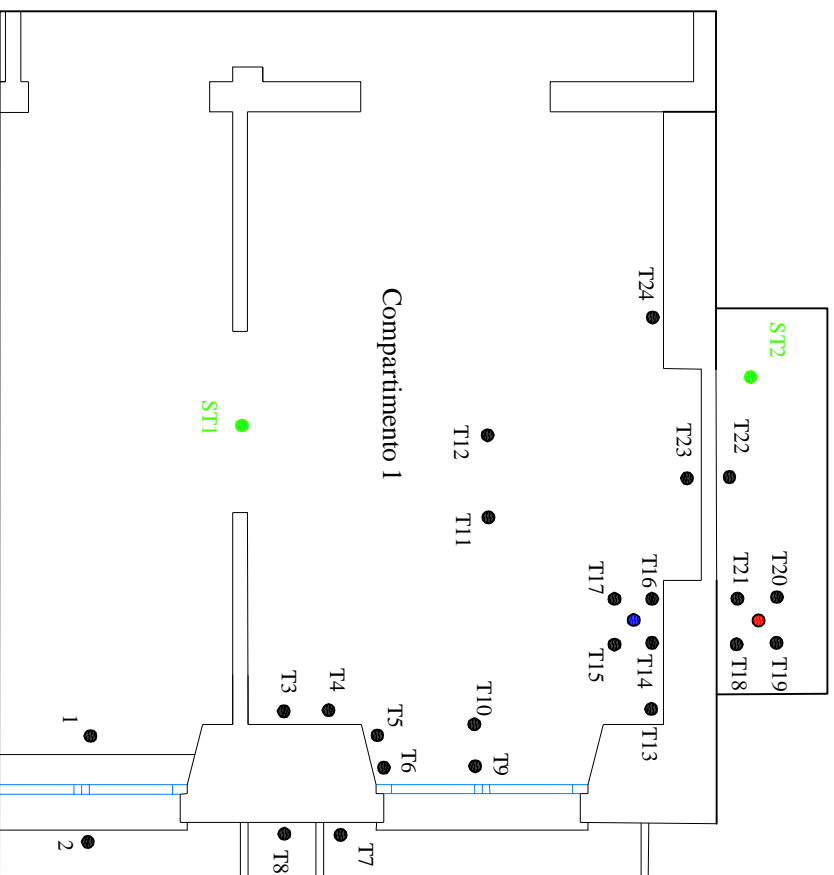 T24
ST2
Compartimento 1
ST1
T12
T23
T22
T11
T17
T16
T21
T20
T15
T14
T18
T19
T3
T4
T5
T10
T13
1
T6
T9
2
T8
T7